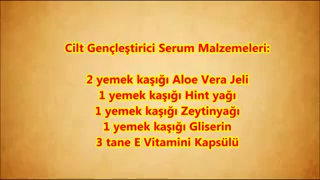 Cilt Gençleştirici Serum Malzemeleri:
2 yemek kaşığı Aloe Vera Jeli
1 yemek kaşığı Hint yağı
1 yemek kaşığı Zeytinyağı
1 yemek kaşığı Gliserin
3 tane E Vitamini Kapsülü